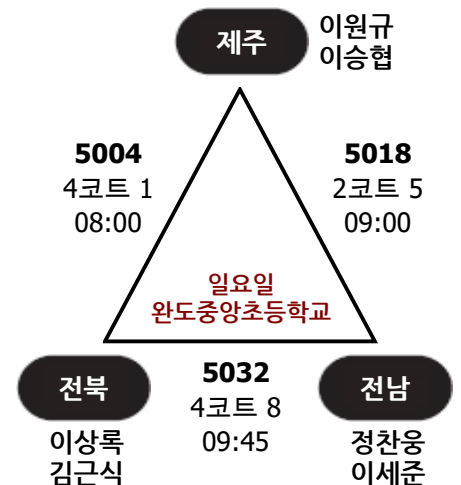 제주
이원규
이승협
5004
4코트 1
08:00
5018
2코트 5
09:00
일요일
완도중앙초등학교
전북
이상록
김근식
5032
4코트 8
09:45
전남
정찬웅
이세준